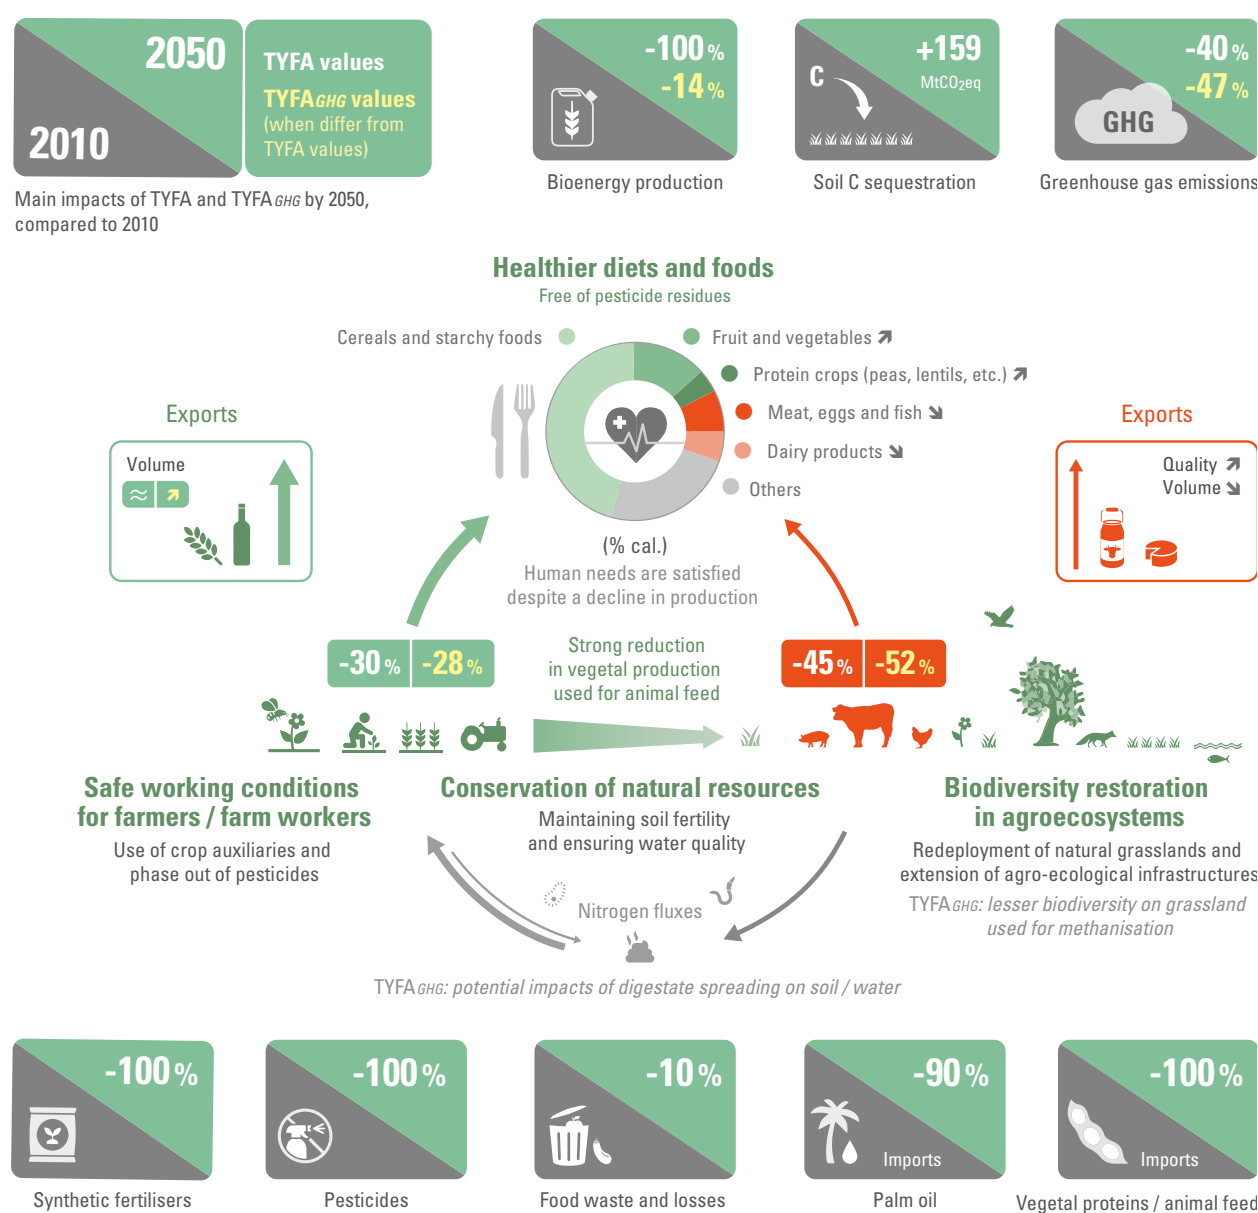 2050
2010
TYFA values
TYFAGHG values
(when differ from
TYFA values)
Main impacts of TYFA and TYFAGHG by 2050,
compared to 2010
-100 %
-14 %
Bioenergy production
+159
MtCO2eq
C
Soil C sequestration
-40 %
-47 %
GHG
Greenhouse gas emissions
Healthier diets and foods
Free of pesticide residues
Cereals and starchy foods
Fruit and vegetables
Protein crops (peas, lentils, etc.)
Meat, eggs and fish
Dairy products
Others
(% cal.)
Human needs are satisfied
despite a decline in production
Exports
Volume
≈
Exports
Quality
Volume
-30 % -28 %
Strong reduction
in vegetal production
used for animal feed
-45 % -52 %
Safe working conditions
for farmers / farm workers
Use of crop auxiliaries and
phase out of pesticides
Conservation of natural resources
Maintaining soil fertility
and ensuring water quality
Nitrogen fluxes
TYFAGHG: potential impacts of digestate spreading on soil / water
Biodiversity restoration
in agroecosystems
Redeployment of natural grasslands and
extension of agro-ecological infrastructures
TYFAGHG: lesser biodiversity on grassland
used for methanisation
-100 %
Synthetic fertilisers
-100 %
Pesticides
-10 %
Food waste and losses
-90 %
Imports
Palm oil
-100 %
Imports
Vegetal proteins / animal feed